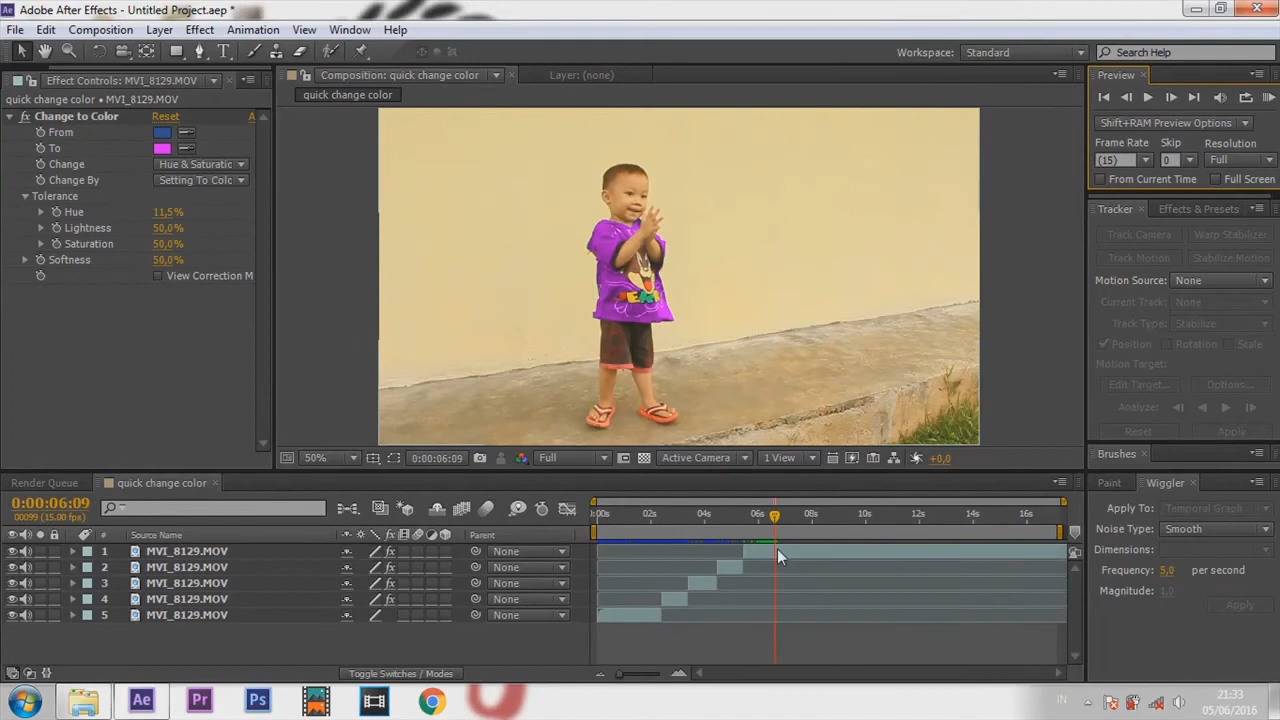 Adobe After Effects - Untitled Project.aep *
File Edit Composition Layer Effect Animation View Window Help
Workspace: Standard Search Help
Effect Controls: MVI_8129.MOV
Composition: quick change color
Layer: (none)
Preview
quick change color • MVI_8129.MOV
quick change color
fx Change to Color Reset A
From
To
Change Hue & Saturatic
Change By Setting To Colc
Tolerance
Hue 11,5%
Lightness 50,0%
Saturation 50,0%
Softness 50,0%
View Correction M
Shift+RAM Preview Options
Frame Rate Skip Resolution
(15) 0 Full
From Current Time Full Screen
Tracker Effects & Presets
Track Camera Warp Stabilizer
Track Motion Stabilize Motion
Motion Source: None
Current Track: None
Track Type: Stabilize
Position Rotation Scale
Motion Target:
Edit Target... Options...
Analyze:
Reset Apply
Brushes
50% 0:00:06:09 Full Active Camera 1 View +0,0
Render Queue quick change color
0:00:06:09
00099 (15.00 fps)
:00s 02s 04s 06s 08s 10s 12s 14s 16s
# Source Name Parent
1 MVI_8129.MOV fx None
2 MVI_8129.MOV fx None
3 MVI_8129.MOV fx None
4 MVI_8129.MOV fx None
5 MVI_8129.MOV None
Toggle Switches / Modes
Paint Wiggler
Apply To: Temporal Graph
Noise Type: Smooth
Dimensions:
Frequency: 5,0 per second
Magnitude: 1,0
Apply
Ae Pr Ps
IN
21:33
05/06/2016